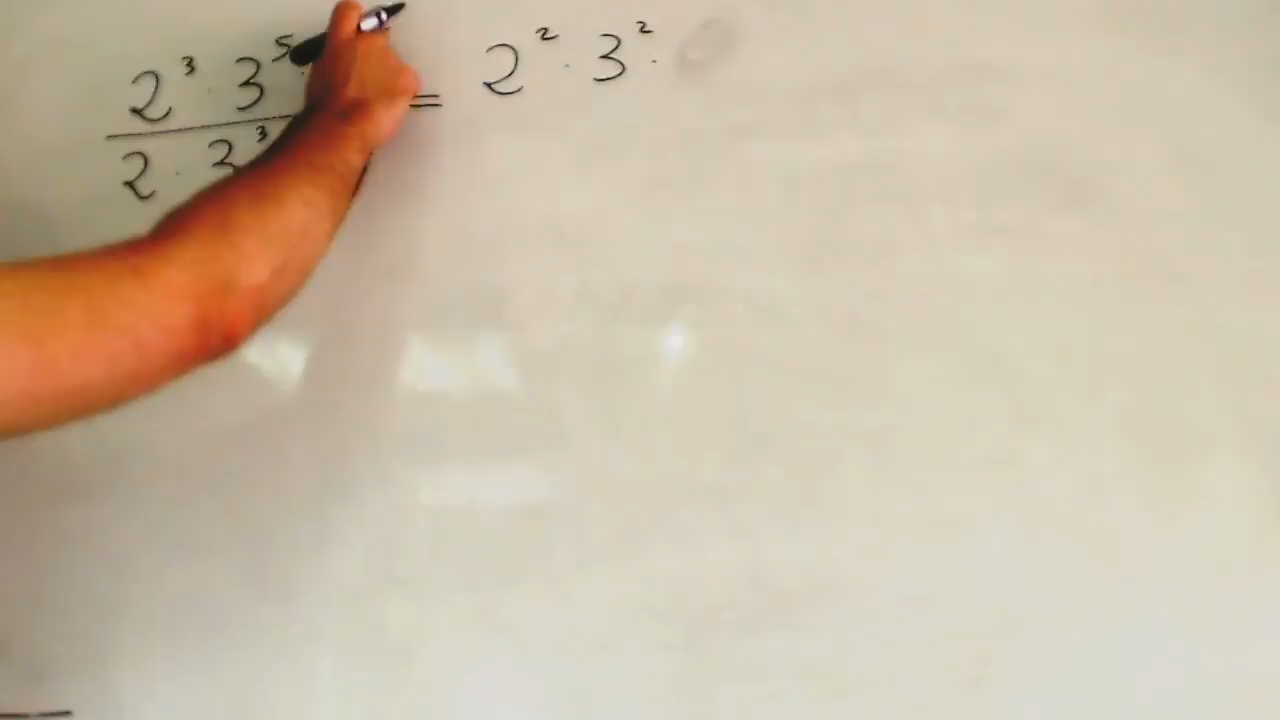 2³ · 3⁵ · = 2² · 3² ·
2 · 3³